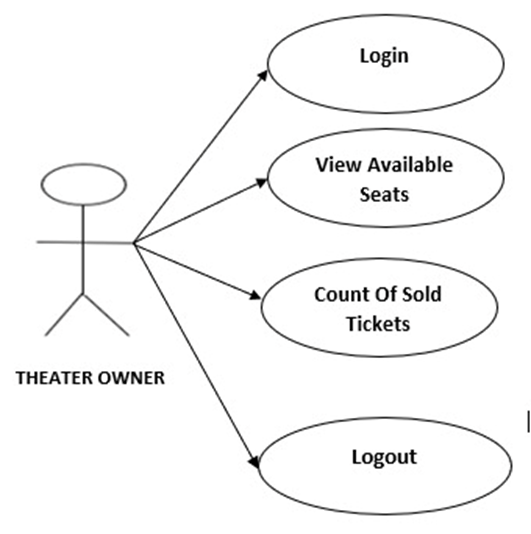 Login
View Available
Seats
Count Of Sold
Tickets
THEATER OWNER
Logout